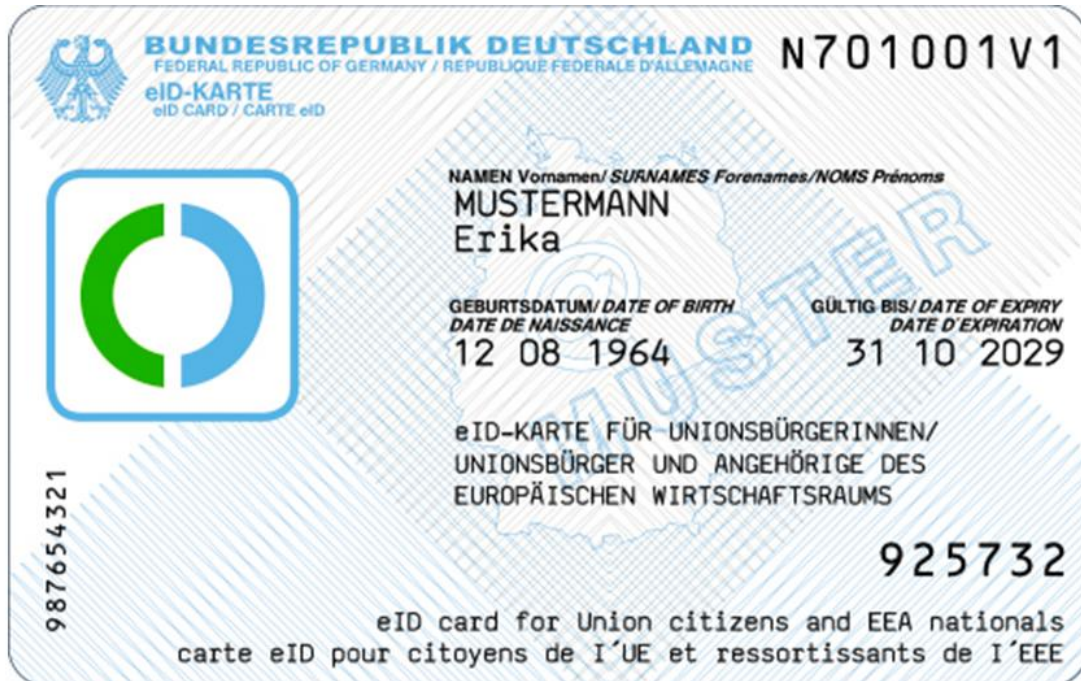 BUNDESREPUBLIK DEUTSCHLAND
FEDERAL REPUBLIC OF GERMANY / REPUBLIQUE FEDERALE D'ALLEMAGNE
eID-KARTE
eID CARD / CARTE eID
N701001V1
NAMEN Vornamen/ SURNAMES Forenames/NOMS Prénoms
MUSTERMANN
Erika
GEBURTSDATUM/ DATE OF BIRTH
DATE DE NAISSANCE
12 08 1964
GÜLTIG BIS/ DATE OF EXPIRY
DATE D'EXPIRATION
31 10 2029
MUSTER
@
eID-KARTE FÜR UNIONSBÜRGERINNEN/
UNIONSBÜRGER UND ANGEHÖRIGE DES
EUROPÄISCHEN WIRTSCHAFTSRAUMS
987654321
925732
eID card for Union citizens and EEA nationals
carte eID pour citoyens de I´UE et ressortissants de I´EEE